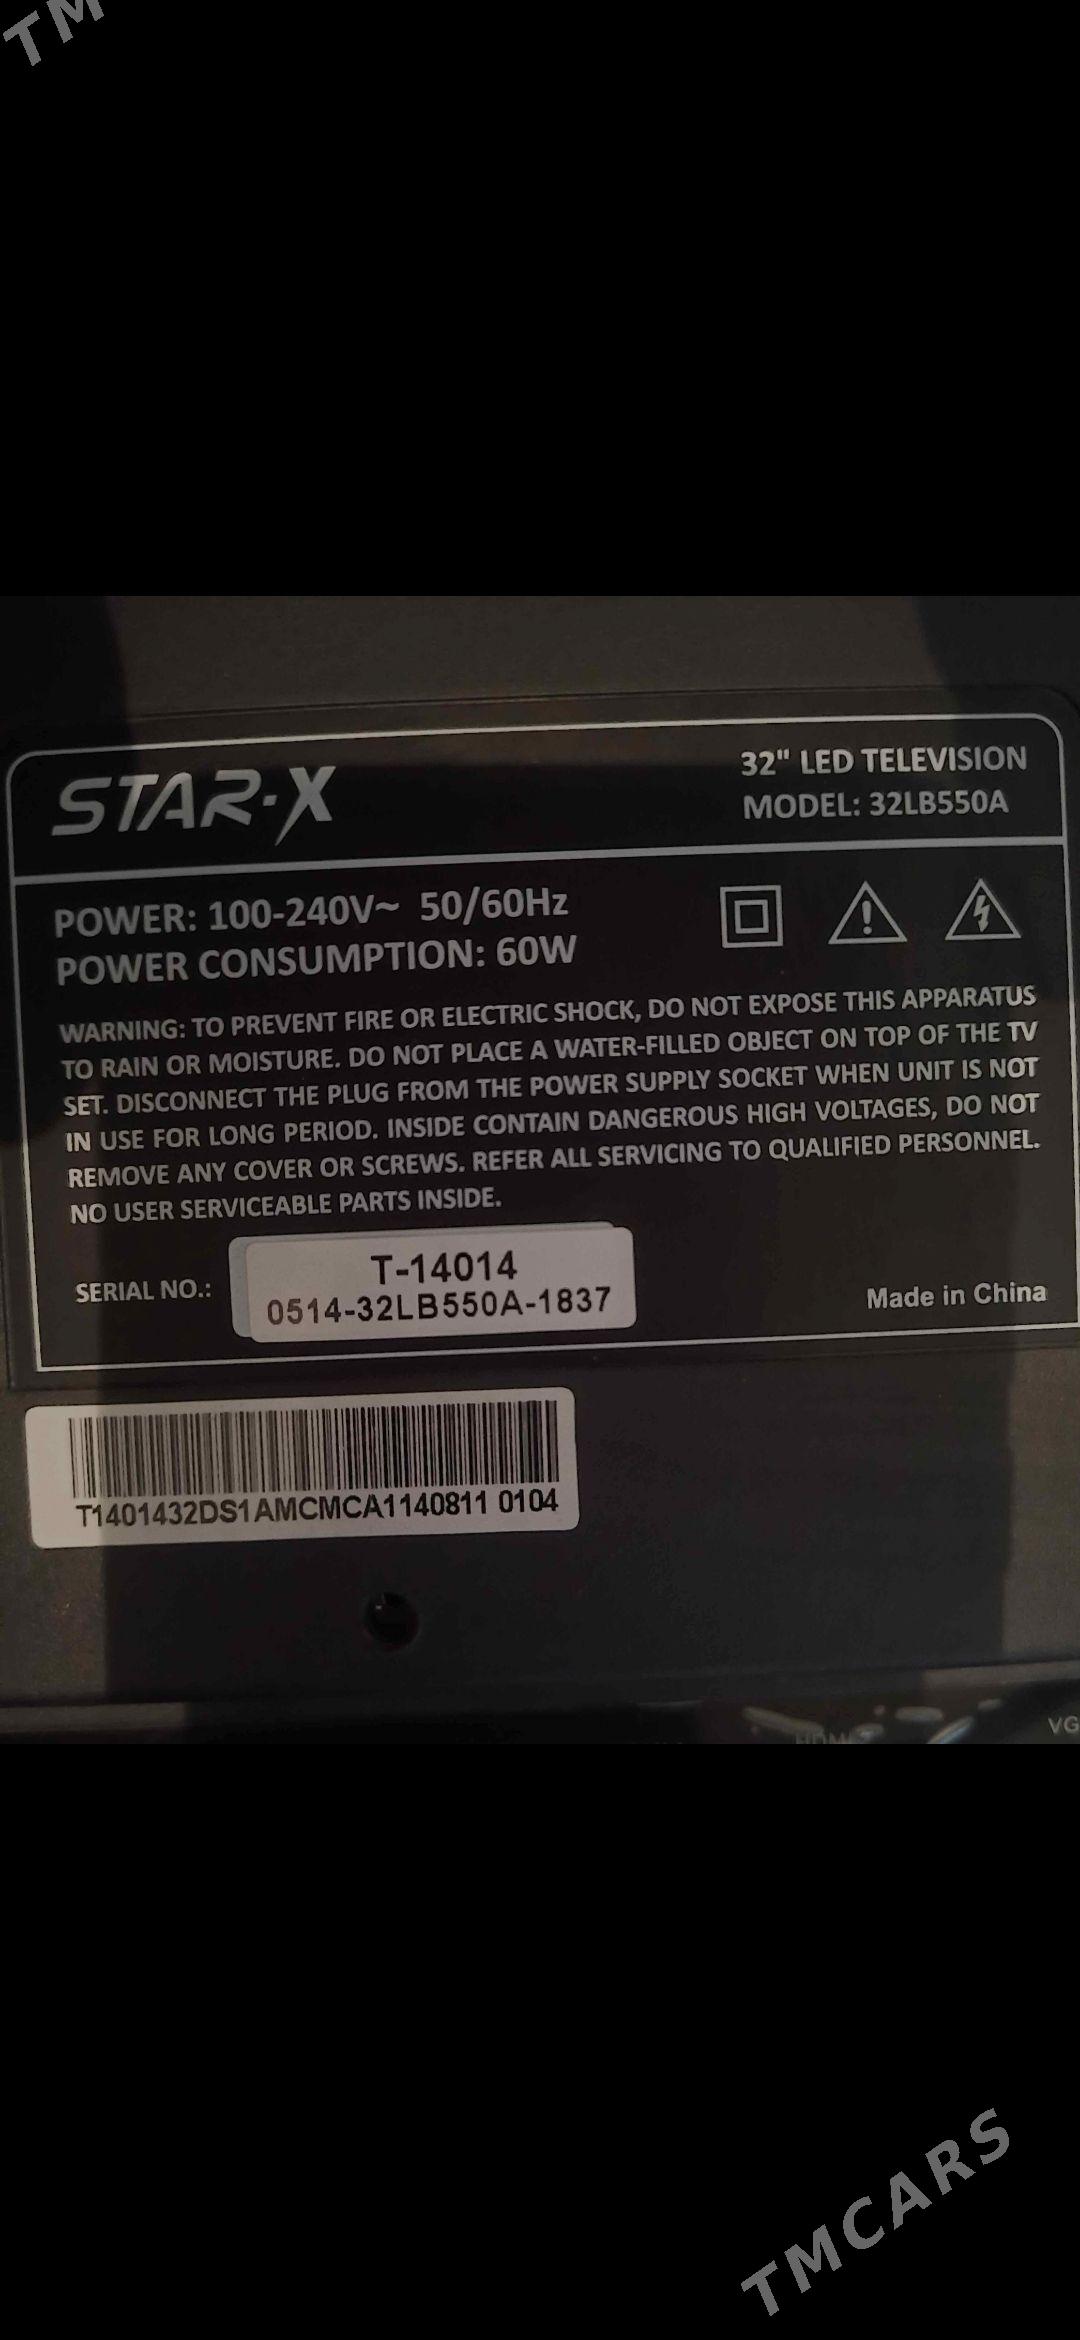 TM
STAR-X
32" LED TELEVISION
MODEL: 32LB550A
POWER: 100-240V~ 50/60Hz
POWER CONSUMPTION: 60W
WARNING: TO PREVENT FIRE OR ELECTRIC SHOCK, DO NOT EXPOSE THIS APPARATUS
TO RAIN OR MOISTURE. DO NOT PLACE A WATER-FILLED OBJECT ON TOP OF THE TV
SET. DISCONNECT THE PLUG FROM THE POWER SUPPLY SOCKET WHEN UNIT IS NOT
IN USE FOR LONG PERIOD. INSIDE CONTAIN DANGEROUS HIGH VOLTAGES, DO NOT
REMOVE ANY COVER OR SCREWS. REFER ALL SERVICING TO QUALIFIED PERSONNEL.
NO USER SERVICEABLE PARTS INSIDE.
SERIAL NO.:
T-14014
0514-32LB550A-1837
Made in China
T1401432DS1AMCMCA1140811 0104
VG
TMCARS